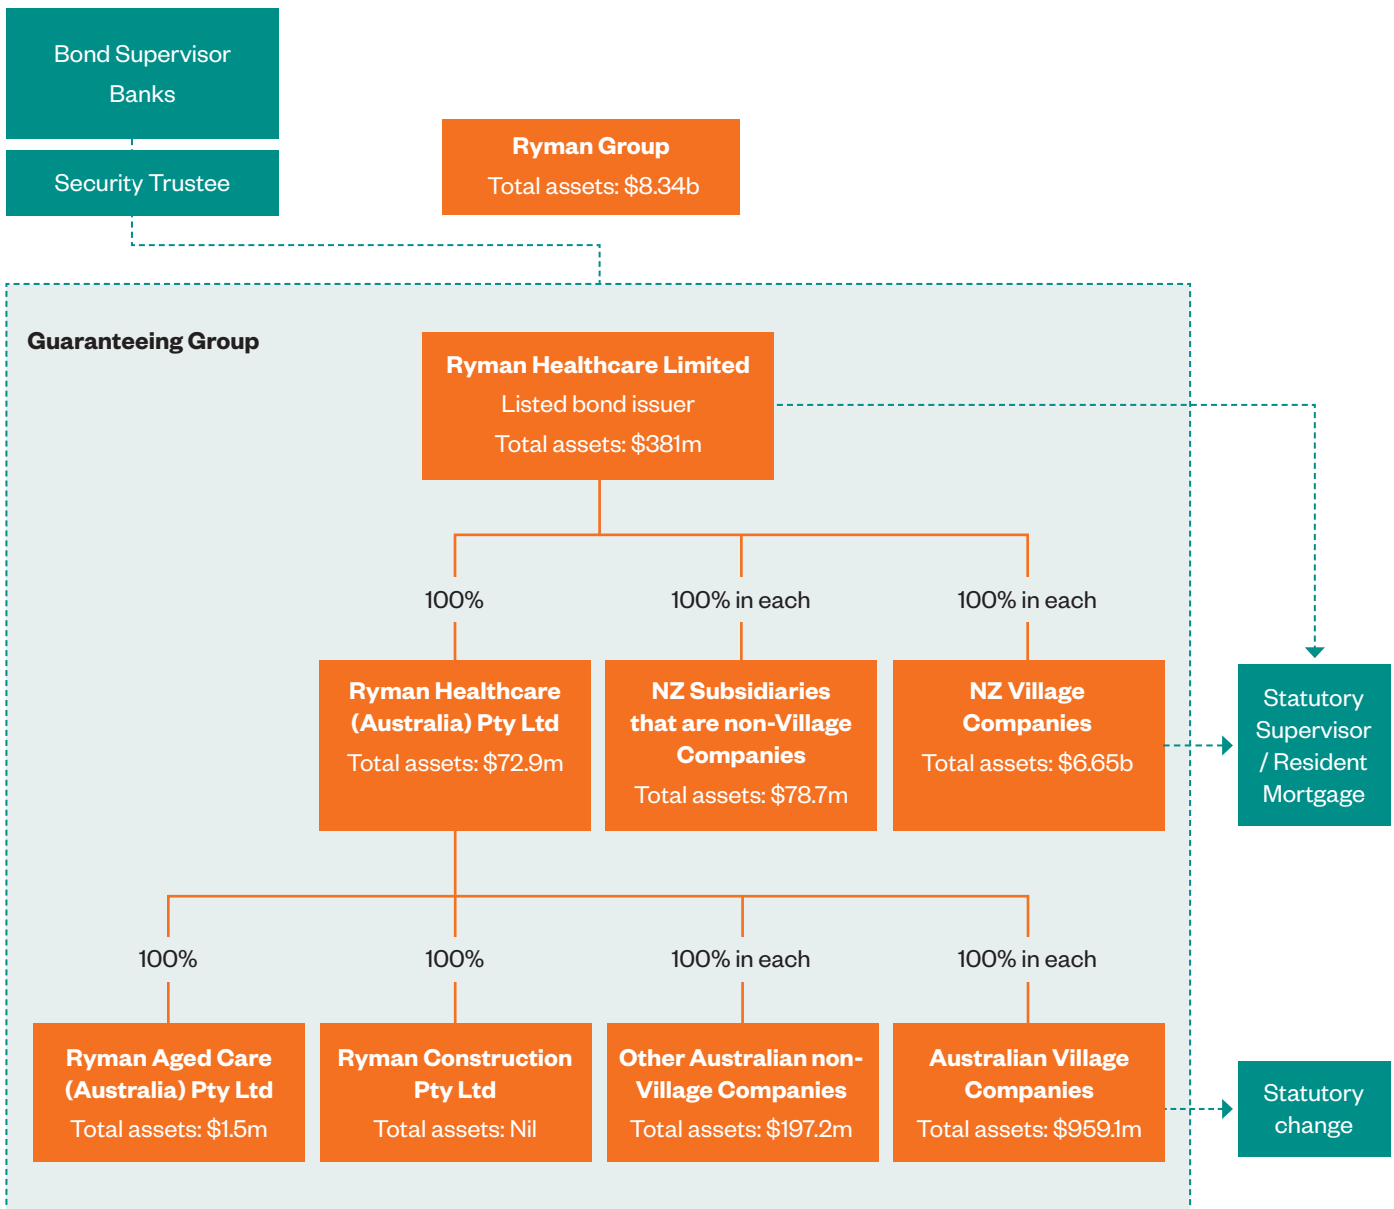 Bond Supervisor
Banks
Security Trustee
Ryman Group
Total assets: $8.34b
Guaranteeing Group
Ryman Healthcare Limited
Listed bond issuer
Total assets: $381m
100%
100% in each
100% in each
Ryman Healthcare
(Australia) Pty Ltd
Total assets: $72.9m
NZ Subsidiaries
that are non-Village
Companies
Total assets: $78.7m
NZ Village
Companies
Total assets: $6.65b
Statutory
Supervisor
/ Resident
Mortgage
100%
100%
100% in each
100% in each
Ryman Aged Care
(Australia) Pty Ltd
Total assets: $1.5m
Ryman Construction
Pty Ltd
Total assets: Nil
Other Australian non-
Village Companies
Total assets: $197.2m
Australian Village
Companies
Total assets: $959.1m
Statutory
change